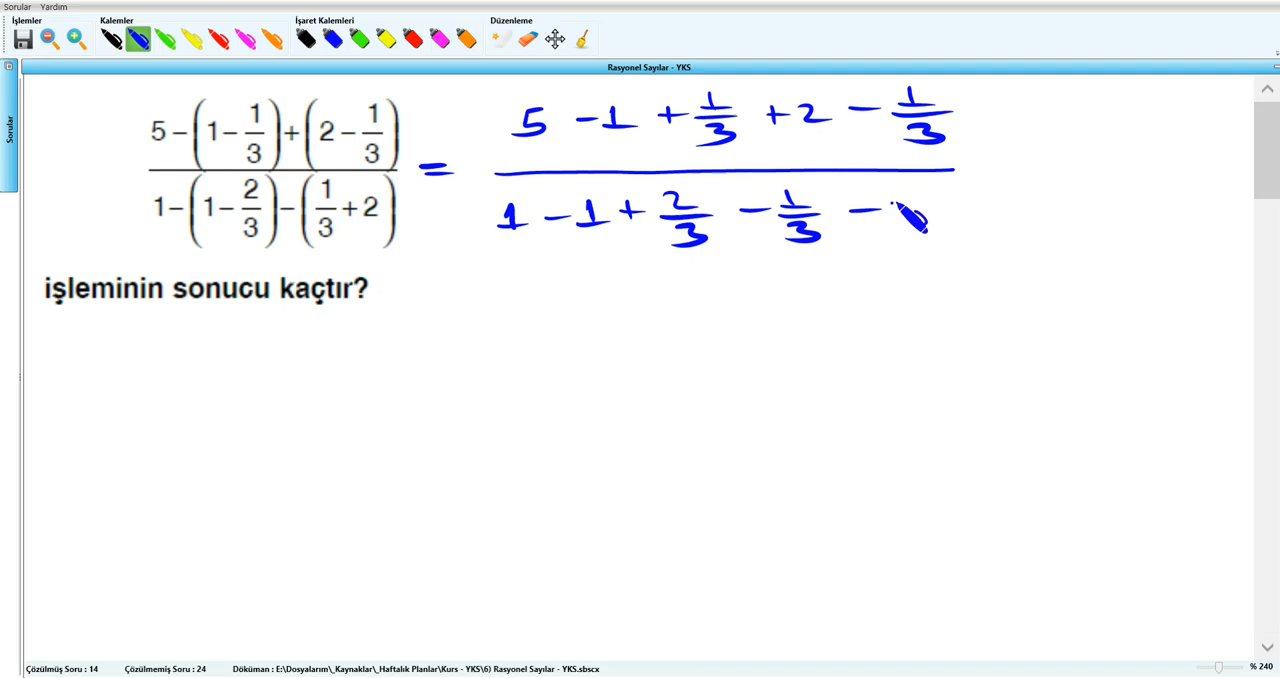 Sorular Yardım
İşlemler Kalemler İşaret Kalemleri Düzenleme
Rasyonel Sayılar - YKS
Sorular
5 − (1 − 1/3) + (2 − 1/3)
1 − (1 − 2/3) − (1/3 + 2)
=
5 − 1 + 1/3 + 2 − 1/3
1 − 1 + 2/3 − 1/3 −
işleminin sonucu kaçtır?
Çözülmüş Soru : 14 Çözülmemiş Soru : 24 Döküman : E:\Dosyalarım\_Kaynaklar\_Haftalık Planlar\Kurs - YKS\6) Rasyonel Sayılar - YKS.sbscx % 240